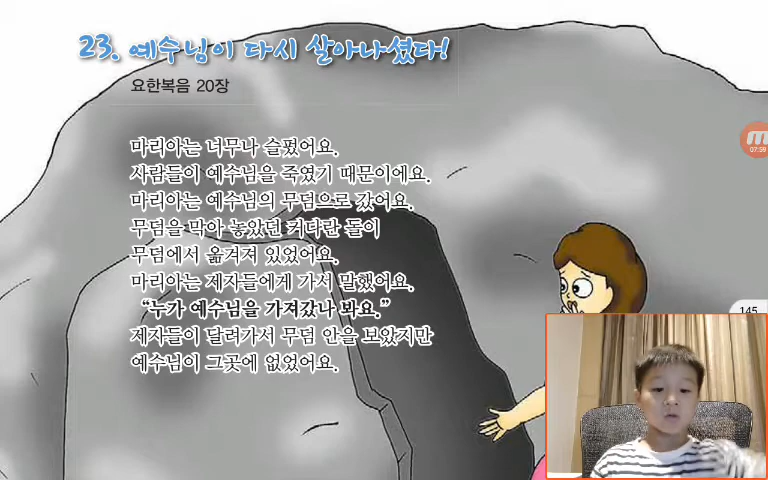 23. 예수님이 다시 살아나셨다!
요한복음 20장
마리아는 너무나 슬펐어요.
사람들이 예수님을 죽였기 때문이에요.
마리아는 예수님의 무덤으로 갔어요.
무덤을 막아 놓았던 커다란 돌이
무덤에서 옮겨져 있었어요.
마리아는 제자들에게 가서 말했어요.
“누가 예수님을 가져갔나 봐요.”
제자들이 달려가서 무덤 안을 보았지만
예수님이 그곳에 없었어요.
M
07:59
145